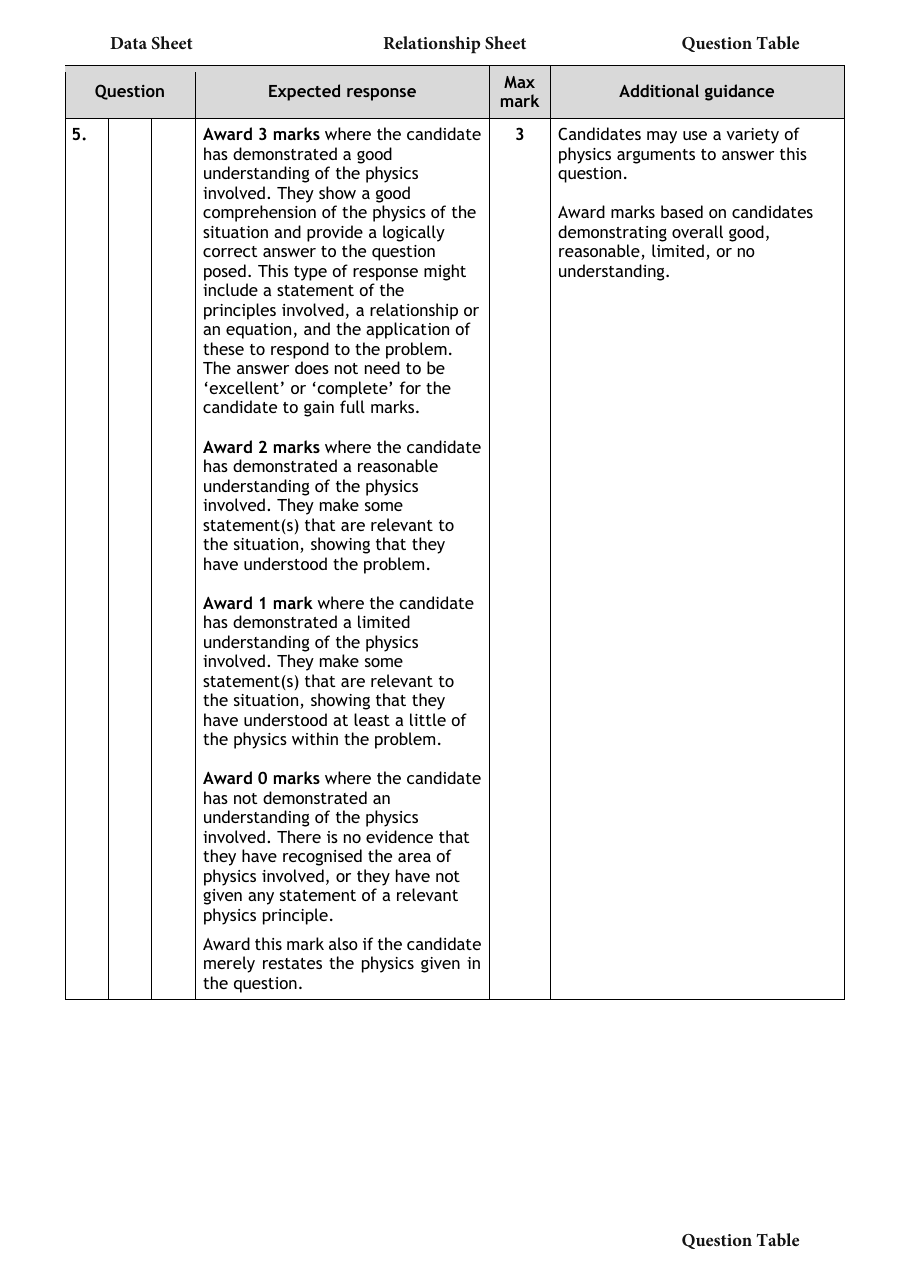 Data Sheet Relationship Sheet Question Table
Question Expected response Max mark Additional guidance
5.
Award 3 marks where the candidate
has demonstrated a good
understanding of the physics
involved. They show a good
comprehension of the physics of the
situation and provide a logically
correct answer to the question
posed. This type of response might
include a statement of the
principles involved, a relationship or
an equation, and the application of
these to respond to the problem.
The answer does not need to be
‘excellent’ or ‘complete’ for the
candidate to gain full marks.
Award 2 marks where the candidate
has demonstrated a reasonable
understanding of the physics
involved. They make some
statement(s) that are relevant to
the situation, showing that they
have understood the problem.
Award 1 mark where the candidate
has demonstrated a limited
understanding of the physics
involved. They make some
statement(s) that are relevant to
the situation, showing that they
have understood at least a little of
the physics within the problem.
Award 0 marks where the candidate
has not demonstrated an
understanding of the physics
involved. There is no evidence that
they have recognised the area of
physics involved, or they have not
given any statement of a relevant
physics principle.
Award this mark also if the candidate
merely restates the physics given in
the question.
3
Candidates may use a variety of
physics arguments to answer this
question.
Award marks based on candidates
demonstrating overall good,
reasonable, limited, or no
understanding.
Question Table